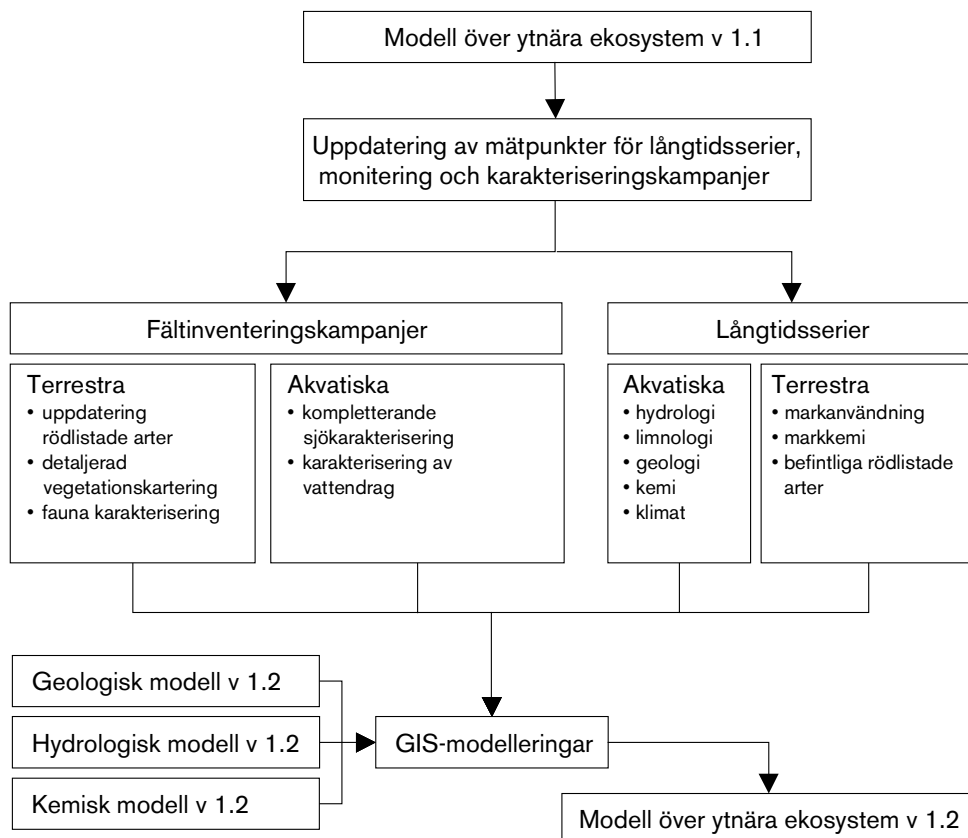 Modell över ytnära ekosystem v 1.1
Uppdatering av mätpunkter för långtidsserier,
monitering och karakteriseringskampanjer
Fältinventeringskampanjer
Långtidsserier
Terrestra
• uppdatering
rödlistade arter
• detaljerad
vegetationskartering
• fauna karakterisering
Akvatiska
• kompletterande
sjökarakterisering
• karakterisering av
vattendrag
Akvatiska
• hydrologi
• limnologi
• geologi
• kemi
• klimat
Terrestra
• markanvändning
• markkemi
• befintliga rödlistade
arter
Geologisk modell v 1.2
Hydrologisk modell v 1.2
Kemisk modell v 1.2
GIS-modelleringar
Modell över ytnära ekosystem v 1.2